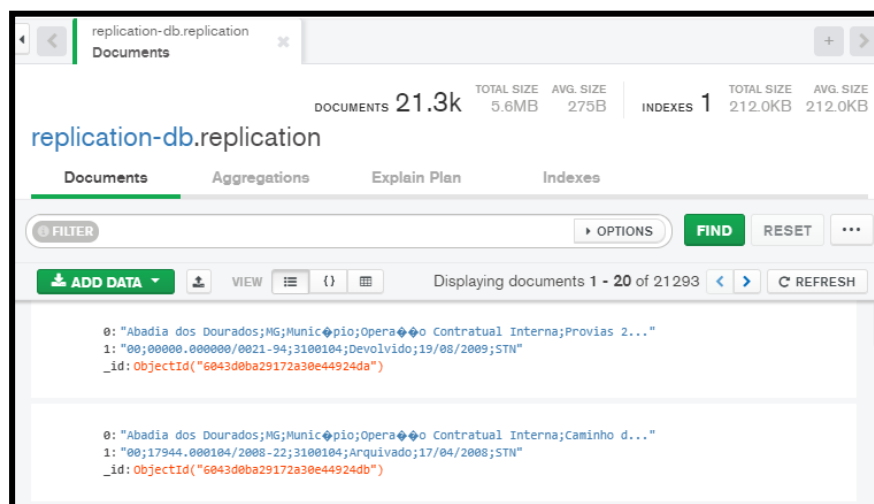 replication-db.replication
Documents
DOCUMENTS 21.3k TOTAL SIZE 5.6MB AVG. SIZE 275B INDEXES 1 TOTAL SIZE 212.0KB AVG. SIZE 212.0KB
replication-db.replication
Documents Aggregations Explain Plan Indexes
FILTER OPTIONS FIND RESET ...
ADD DATA VIEW {} Displaying documents 1 - 20 of 21293 < > REFRESH
0: "Abadia dos Dourados;MG;Munic�pio;Opera��o Contratual Interna;Provias 2..."
1: "00;00000.000000/0021-94;3100104;Devolvido;19/08/2009;STN"
_id: ObjectId("6043d0ba29172a30e44924da")
0: "Abadia dos Dourados;MG;Munic�pio;Opera��o Contratual Interna;Caminho d..."
1: "00;17944.000104/2008-22;3100104;Arquivado;17/04/2008;STN"
_id: ObjectId("6043d0ba29172a30e44924db")